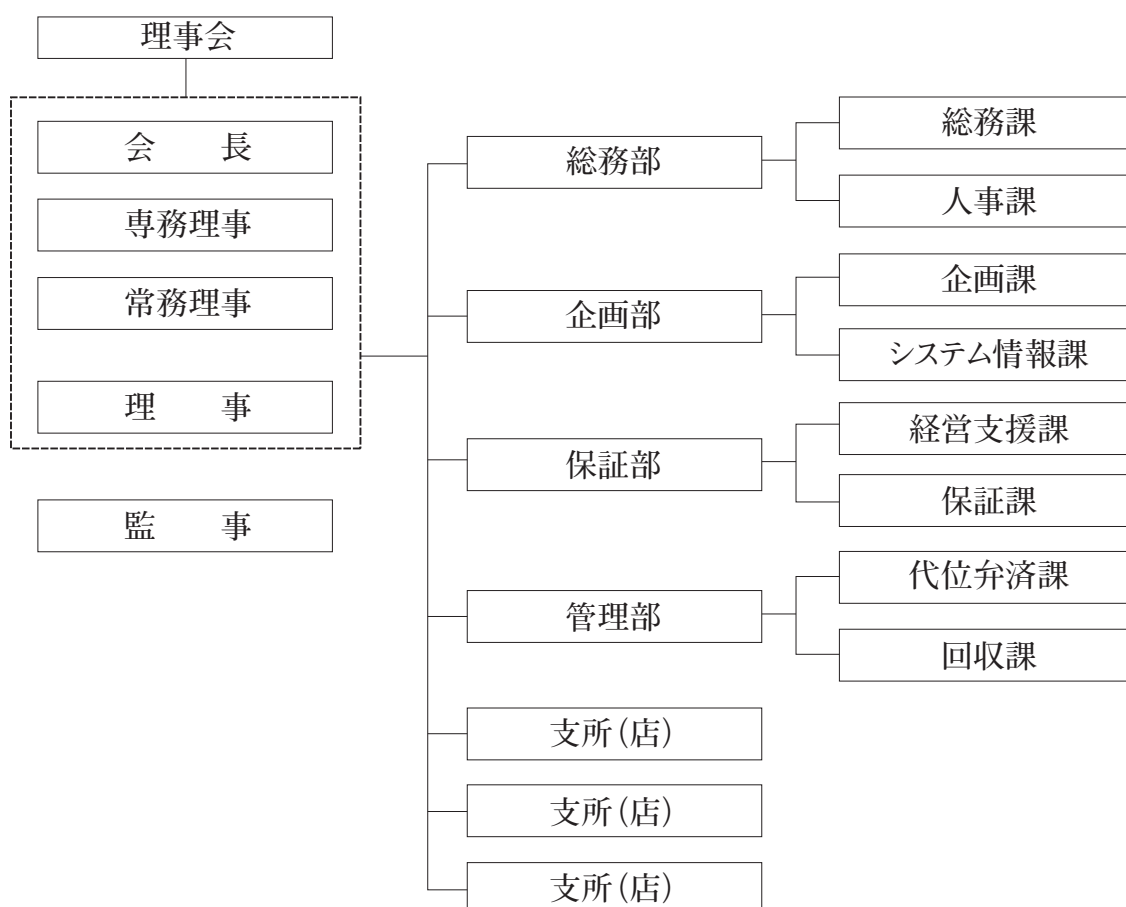 理事会
会　　長
専務理事
常務理事
理　　事
監　　事
総務部
企画部
保証部
管理部
支所（店）
支所（店）
支所（店）
総務課
人事課
企画課
システム情報課
経営支援課
保証課
代位弁済課
回収課